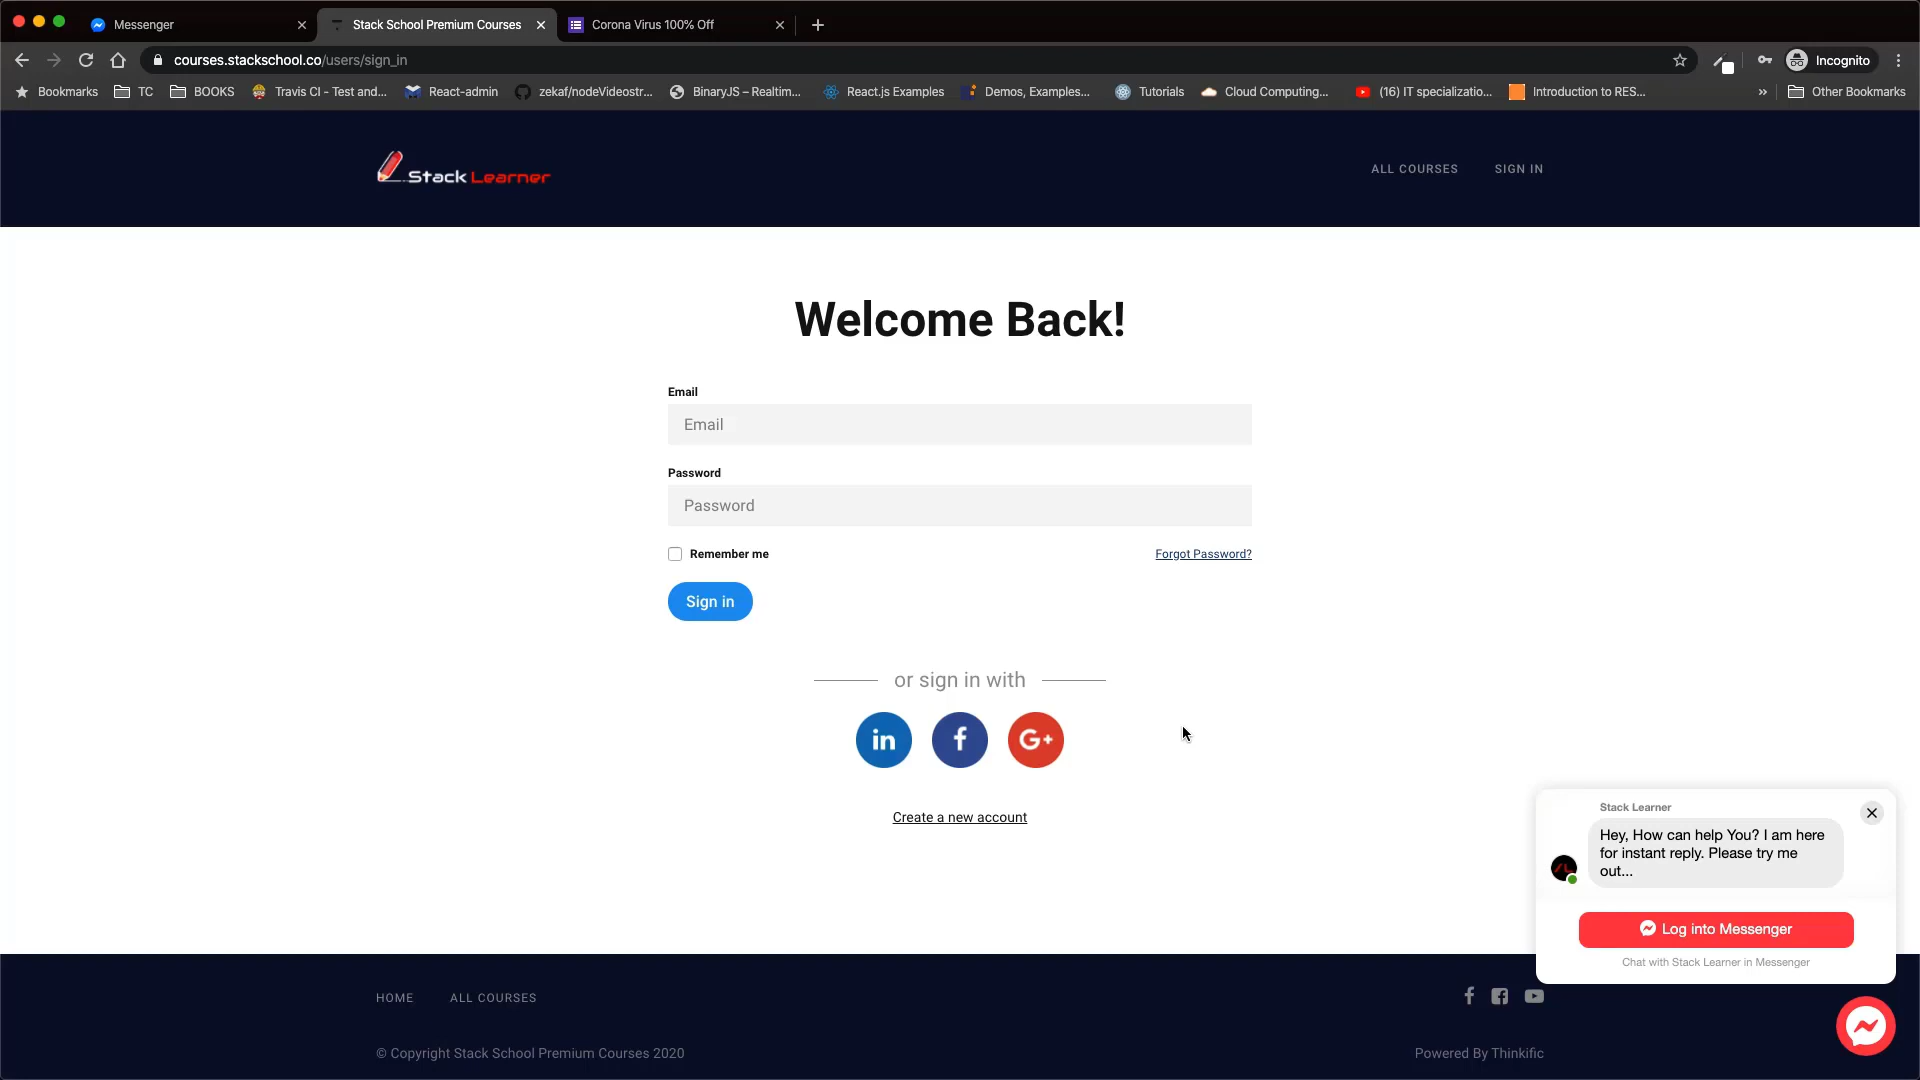 Messenger
Stack School Premium Courses
Corona Virus 100% Off
courses.stackschool.co/users/sign_in
Incognito
Bookmarks
TC
BOOKS
Travis CI - Test and...
React-admin
zekaf/nodeVideostr...
BinaryJS – Realtim...
React.js Examples
Demos, Examples...
Tutorials
Cloud Computing...
(16) IT specializatio...
Introduction to RES...
»
Other Bookmarks
Stack Learner
ALL COURSES
SIGN IN
Welcome Back!
Email
Email
Password
Password
Remember me
Forgot Password?
Sign in
or sign in with
in
f
G+
Create a new account
Stack Learner
Hey, How can help You? I am here
for instant reply. Please try me
out...
Log into Messenger
Chat with Stack Learner in Messenger
HOME
ALL COURSES
© Copyright Stack School Premium Courses 2020
Powered By Thinkific